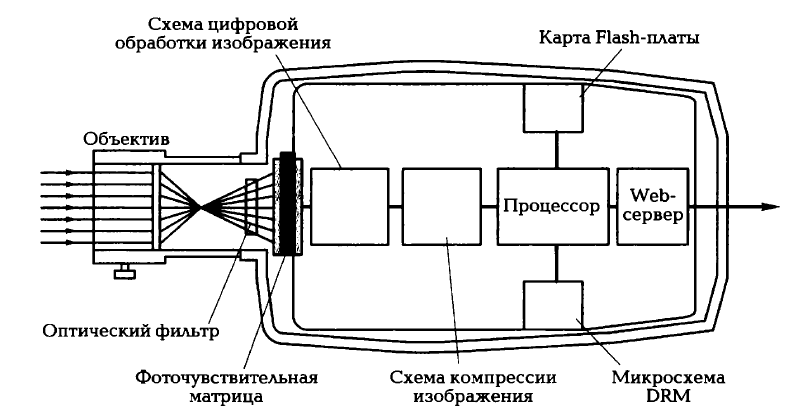 Схема цифровой
обработки изображения
Карта Flash-платы
Объектив
Процессор
Web-
сервер
Оптический фильтр
Фоточувствительная
матрица
Схема компрессии
изображения
Микросхема
DRM